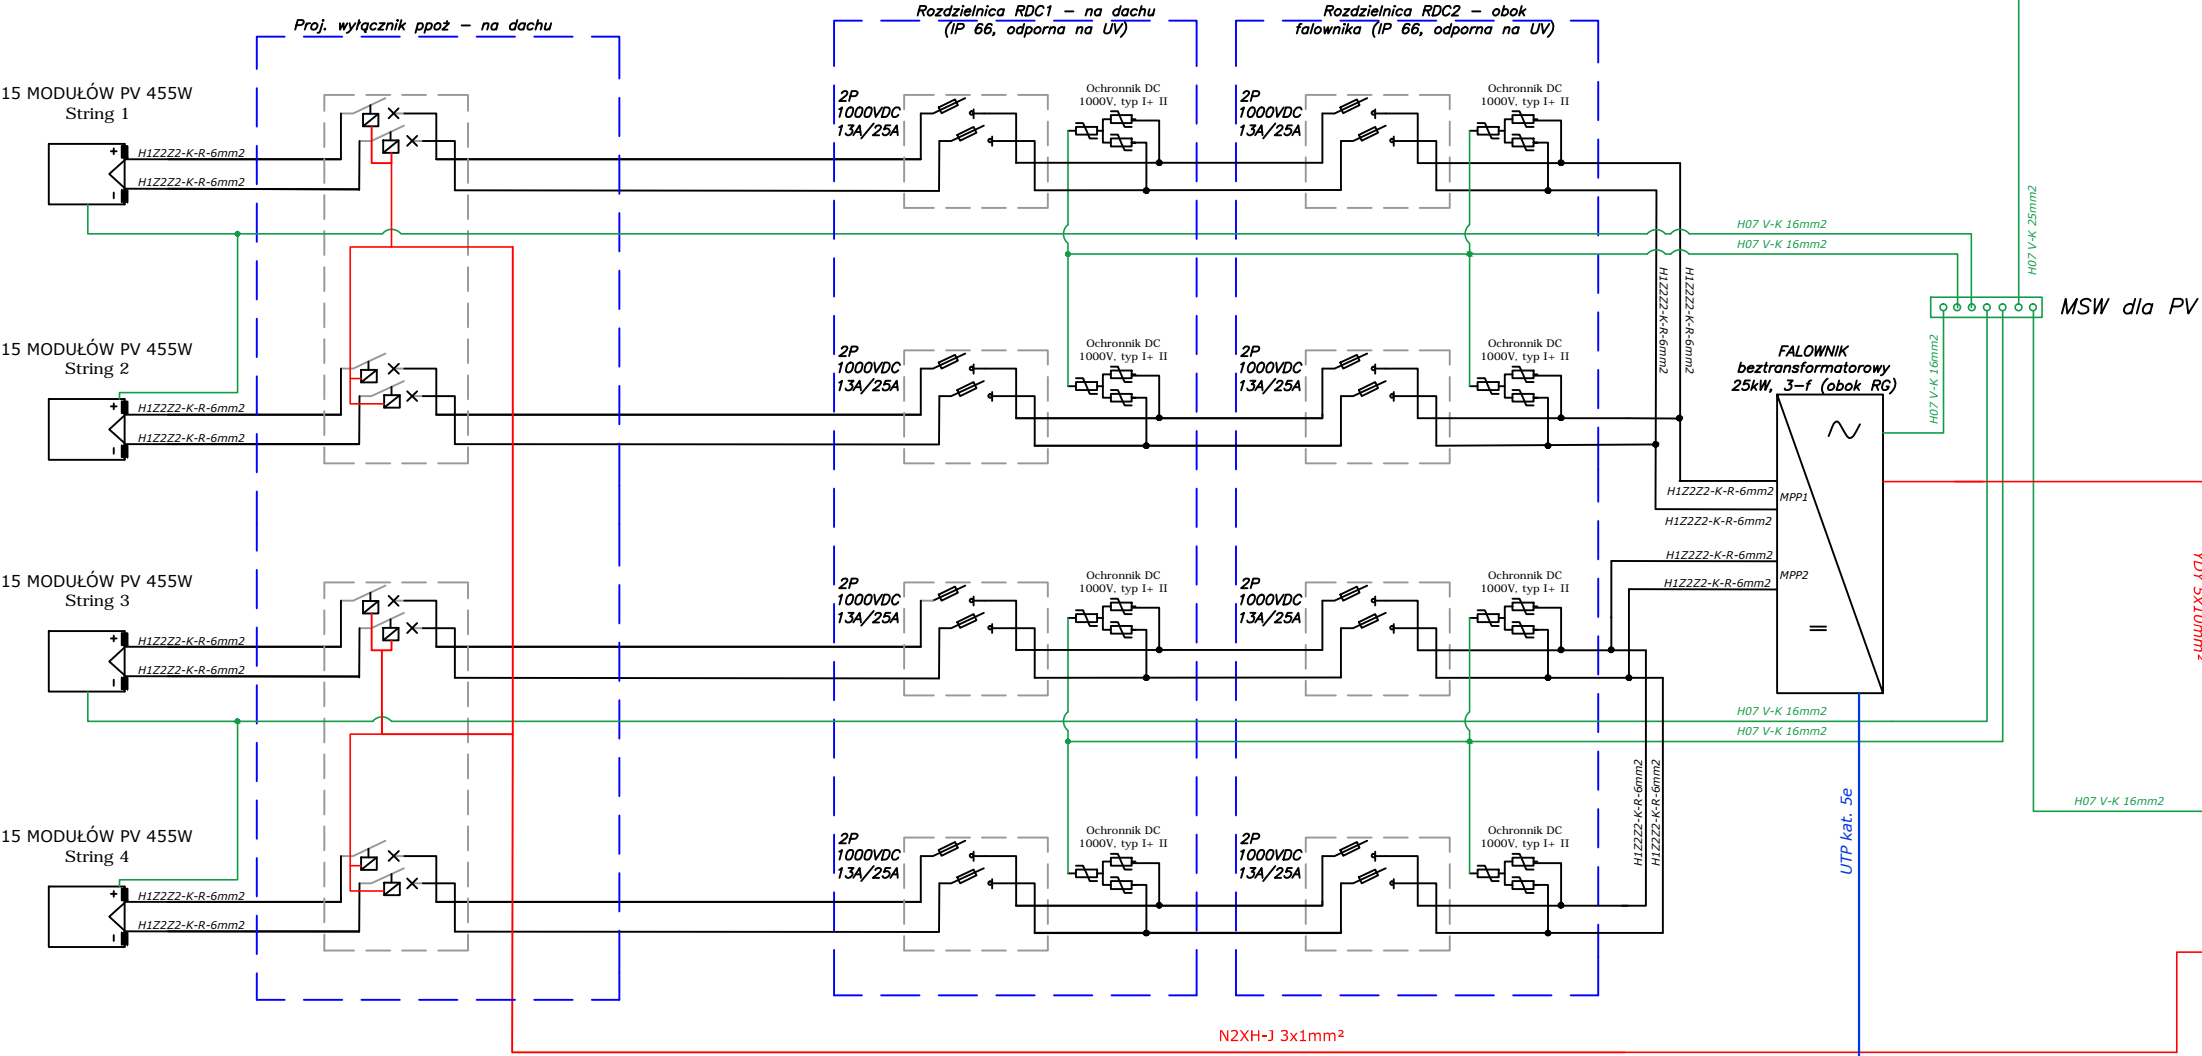 Proj. wyłącznik ppoż – na dachu
Rozdzielnica RDC1 – na dachu
(IP 66, odporna na UV)
Rozdzielnica RDC2 – obok
falownika (IP 66, odporna na UV)
15 MODUŁÓW PV 455W
String 1
+
–
H1Z2Z2-K-R-6mm2
H1Z2Z2-K-R-6mm2
2P
1000VDC
13A/25A
Ochronnik DC
1000V, typ I+ II
2P
1000VDC
13A/25A
Ochronnik DC
1000V, typ I+ II
H07 V-K 16mm2
H07 V-K 16mm2
H07 V-K 25mm2
H1Z2Z2-K-R-6mm2
H1Z2Z2-K-R-6mm2
MSW dla PV
15 MODUŁÓW PV 455W
String 2
+
–
H1Z2Z2-K-R-6mm2
H1Z2Z2-K-R-6mm2
2P
1000VDC
13A/25A
Ochronnik DC
1000V, typ I+ II
2P
1000VDC
13A/25A
Ochronnik DC
1000V, typ I+ II
FALOWNIK
beztransformatorowy
25kW, 3–f (obok RG)
H07 V-K 16mm2
H1Z2Z2-K-R-6mm2
MPP1
H1Z2Z2-K-R-6mm2
H1Z2Z2-K-R-6mm2
MPP2
H1Z2Z2-K-R-6mm2
YDY 5x10mm²
15 MODUŁÓW PV 455W
String 3
+
–
H1Z2Z2-K-R-6mm2
H1Z2Z2-K-R-6mm2
2P
1000VDC
13A/25A
Ochronnik DC
1000V, typ I+ II
2P
1000VDC
13A/25A
Ochronnik DC
1000V, typ I+ II
H07 V-K 16mm2
H07 V-K 16mm2
H1Z2Z2-K-R-6mm2
H1Z2Z2-K-R-6mm2
UTP kat. 5e
H07 V-K 16mm2
15 MODUŁÓW PV 455W
String 4
+
–
H1Z2Z2-K-R-6mm2
H1Z2Z2-K-R-6mm2
2P
1000VDC
13A/25A
Ochronnik DC
1000V, typ I+ II
2P
1000VDC
13A/25A
Ochronnik DC
1000V, typ I+ II
N2XH-J 3x1mm²